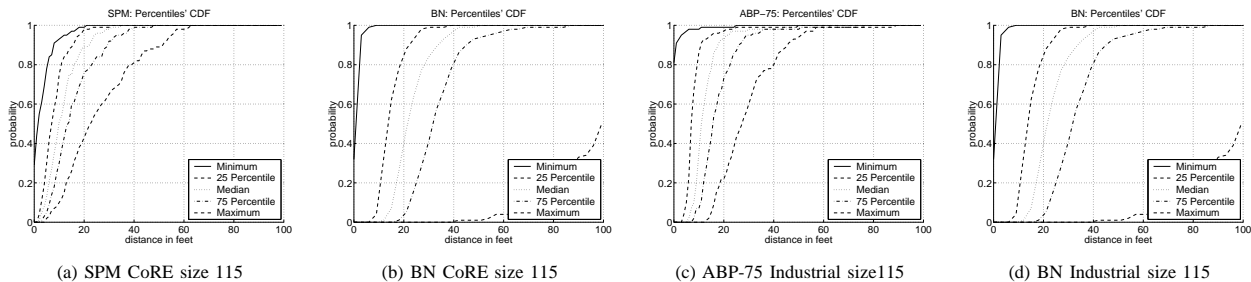 SPM: Percentiles' CDF
1
0.8
0.6
0.4
0.2
0
probability
0 20 40 60 80 100
distance in feet
Minimum
25 Percentile
Median
75 Percentile
Maximum
(a) SPM CoRE size 115
BN: Percentiles' CDF
1
0.8
0.6
0.4
0.2
0
probability
0 20 40 60 80 100
distance in feet
Minimum
25 Percentile
Median
75 Percentile
Maximum
(b) BN CoRE size 115
ABP−75: Percentiles' CDF
1
0.8
0.6
0.4
0.2
0
probability
0 20 40 60 80 100
distance in feet
Minimum
25 Percentile
Median
75 Percentile
Maximum
(c) ABP-75 Industrial size115
BN: Percentiles' CDF
1
0.8
0.6
0.4
0.2
0
probability
0 20 40 60 80 100
distance in feet
Minimum
25 Percentile
Median
75 Percentile
Maximum
(d) BN Industrial size 115